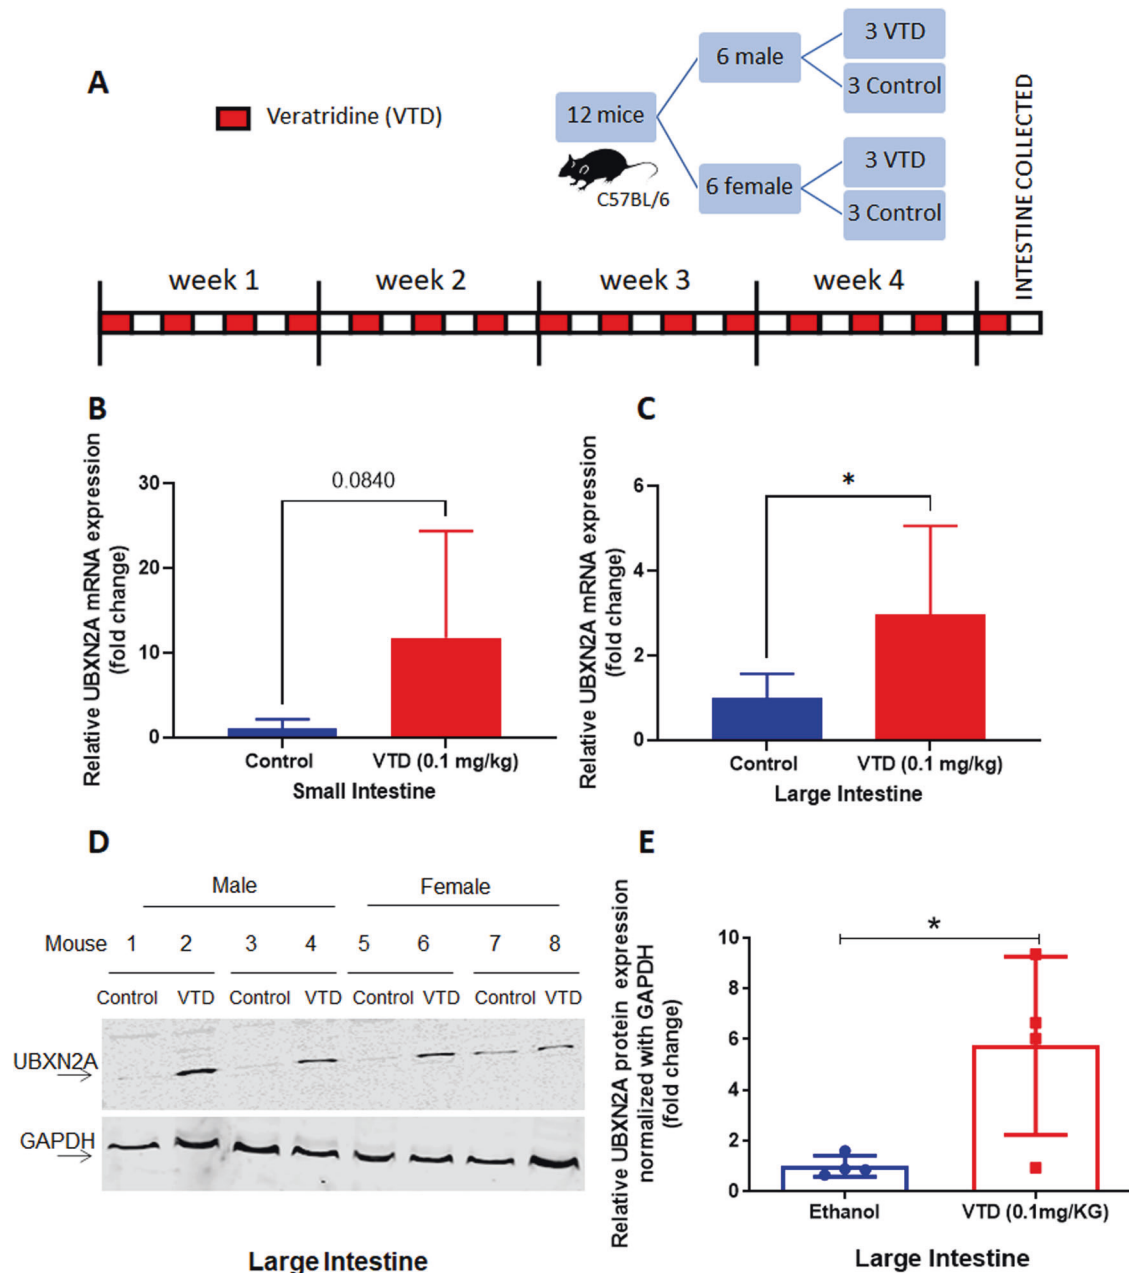 A
Veratridine (VTD)
12 mice
C57BL/6
6 male
6 female
3 VTD
3 Control
3 VTD
3 Control
INTESTINE COLLECTED
week 1 week 2 week 3 week 4
B
Relative UBXN2A mRNA expression
(fold change)
30
20
10
0
0.0840
Control VTD (0.1 mg/kg)
Small Intestine
C
Relative UBXN2A mRNA expression
(fold change)
6
4
2
0
*
Control VTD (0.1 mg/kg)
Large Intestine
D
Male Female
Mouse 1 2 3 4 5 6 7 8
Control VTD Control VTD Control VTD Control VTD
UBXN2A
GAPDH
Large Intestine
E
Relative UBXN2A protein expression
normalized with GAPDH
(fold change)
10
8
6
4
2
0
*
Ethanol VTD (0.1mg/KG)
Large Intestine